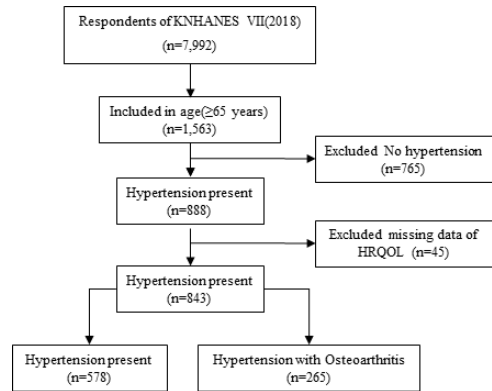 Respondents of KNHANES VII(2018)
(n=7,992)
Included in age(≥65 years)
(n=1,563)
Excluded No hypertension
(n=765)
Hypertension present
(n=888)
Excluded missing data of
HRQOL (n=45)
Hypertension present
(n=843)
Hypertension present
(n=578)
Hypertension with Osteoarthritis
(n=265)